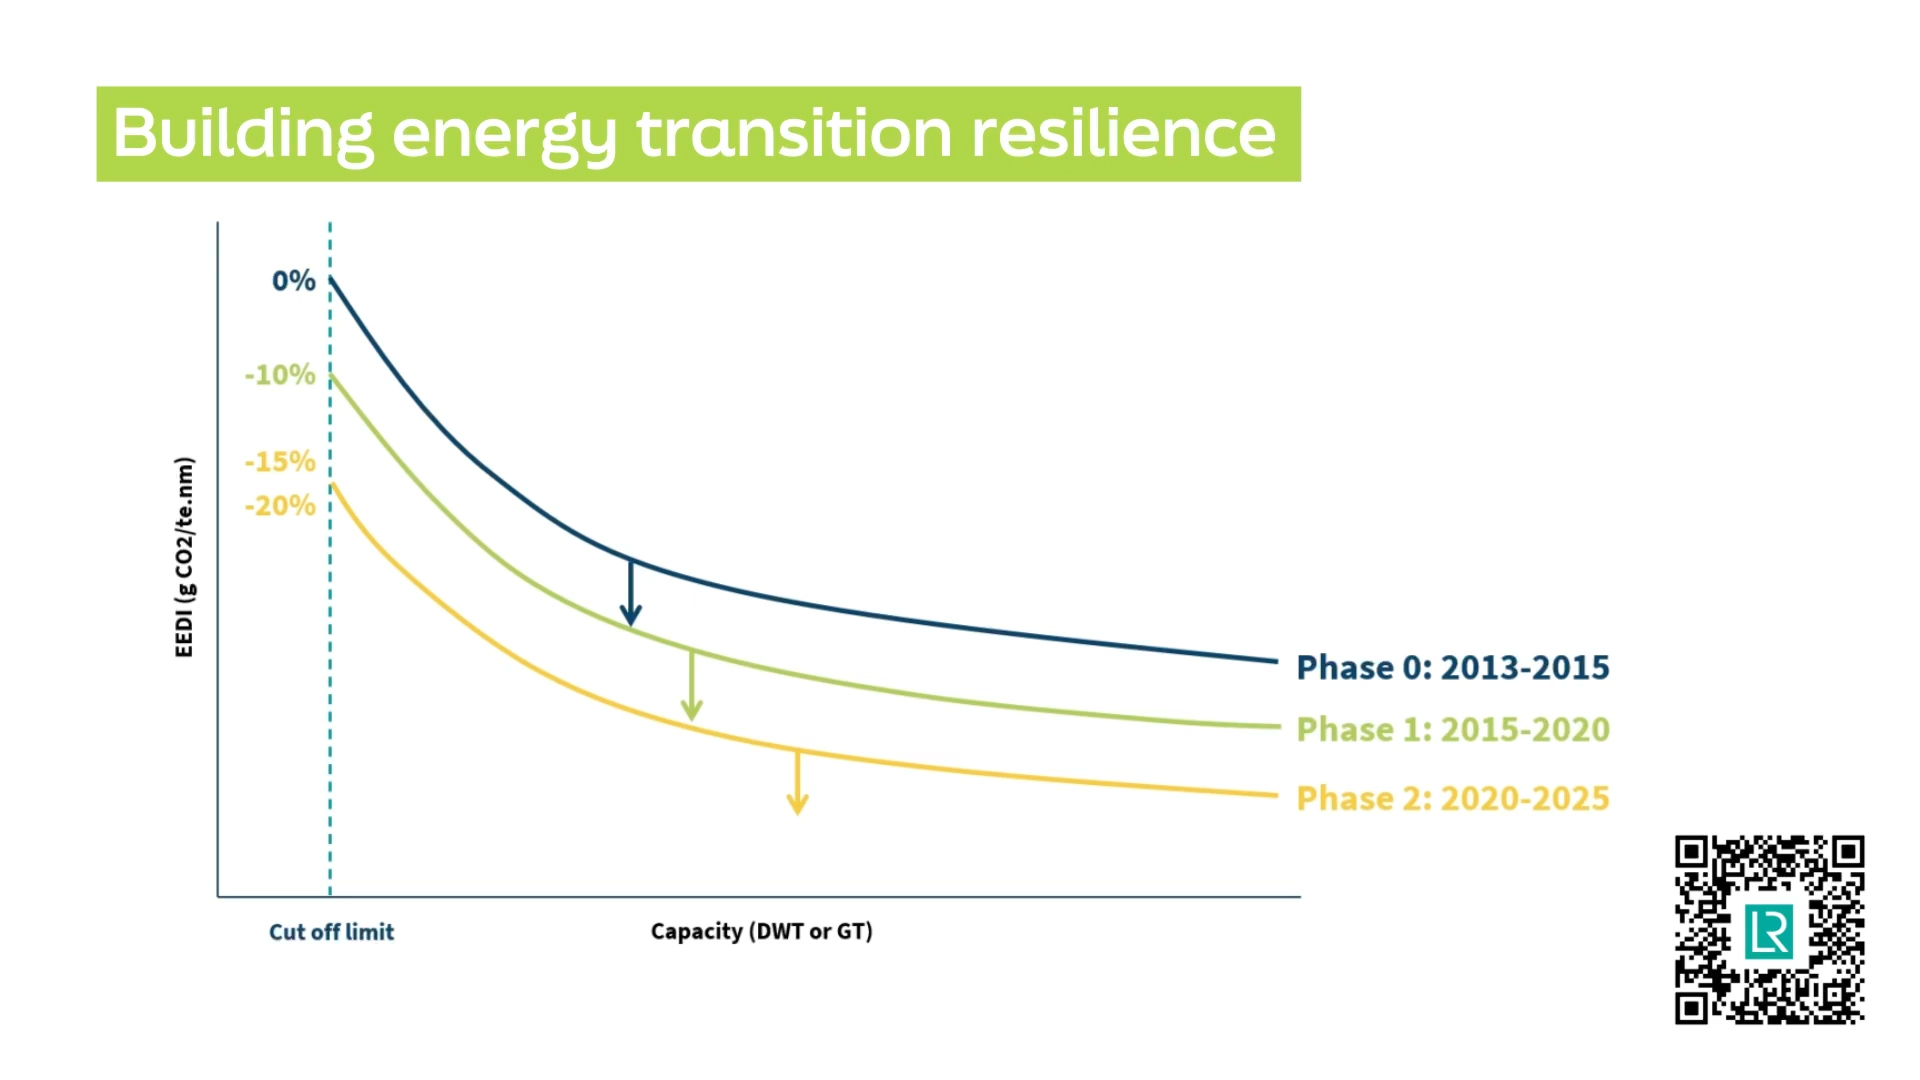 Building energy transition resilience
0%
-10%
-15%
-20%
EEDI (g CO2/te.nm)
Phase 0: 2013-2015
Phase 1: 2015-2020
Phase 2: 2020-2025
Cut off limit
Capacity (DWT or GT)
LR